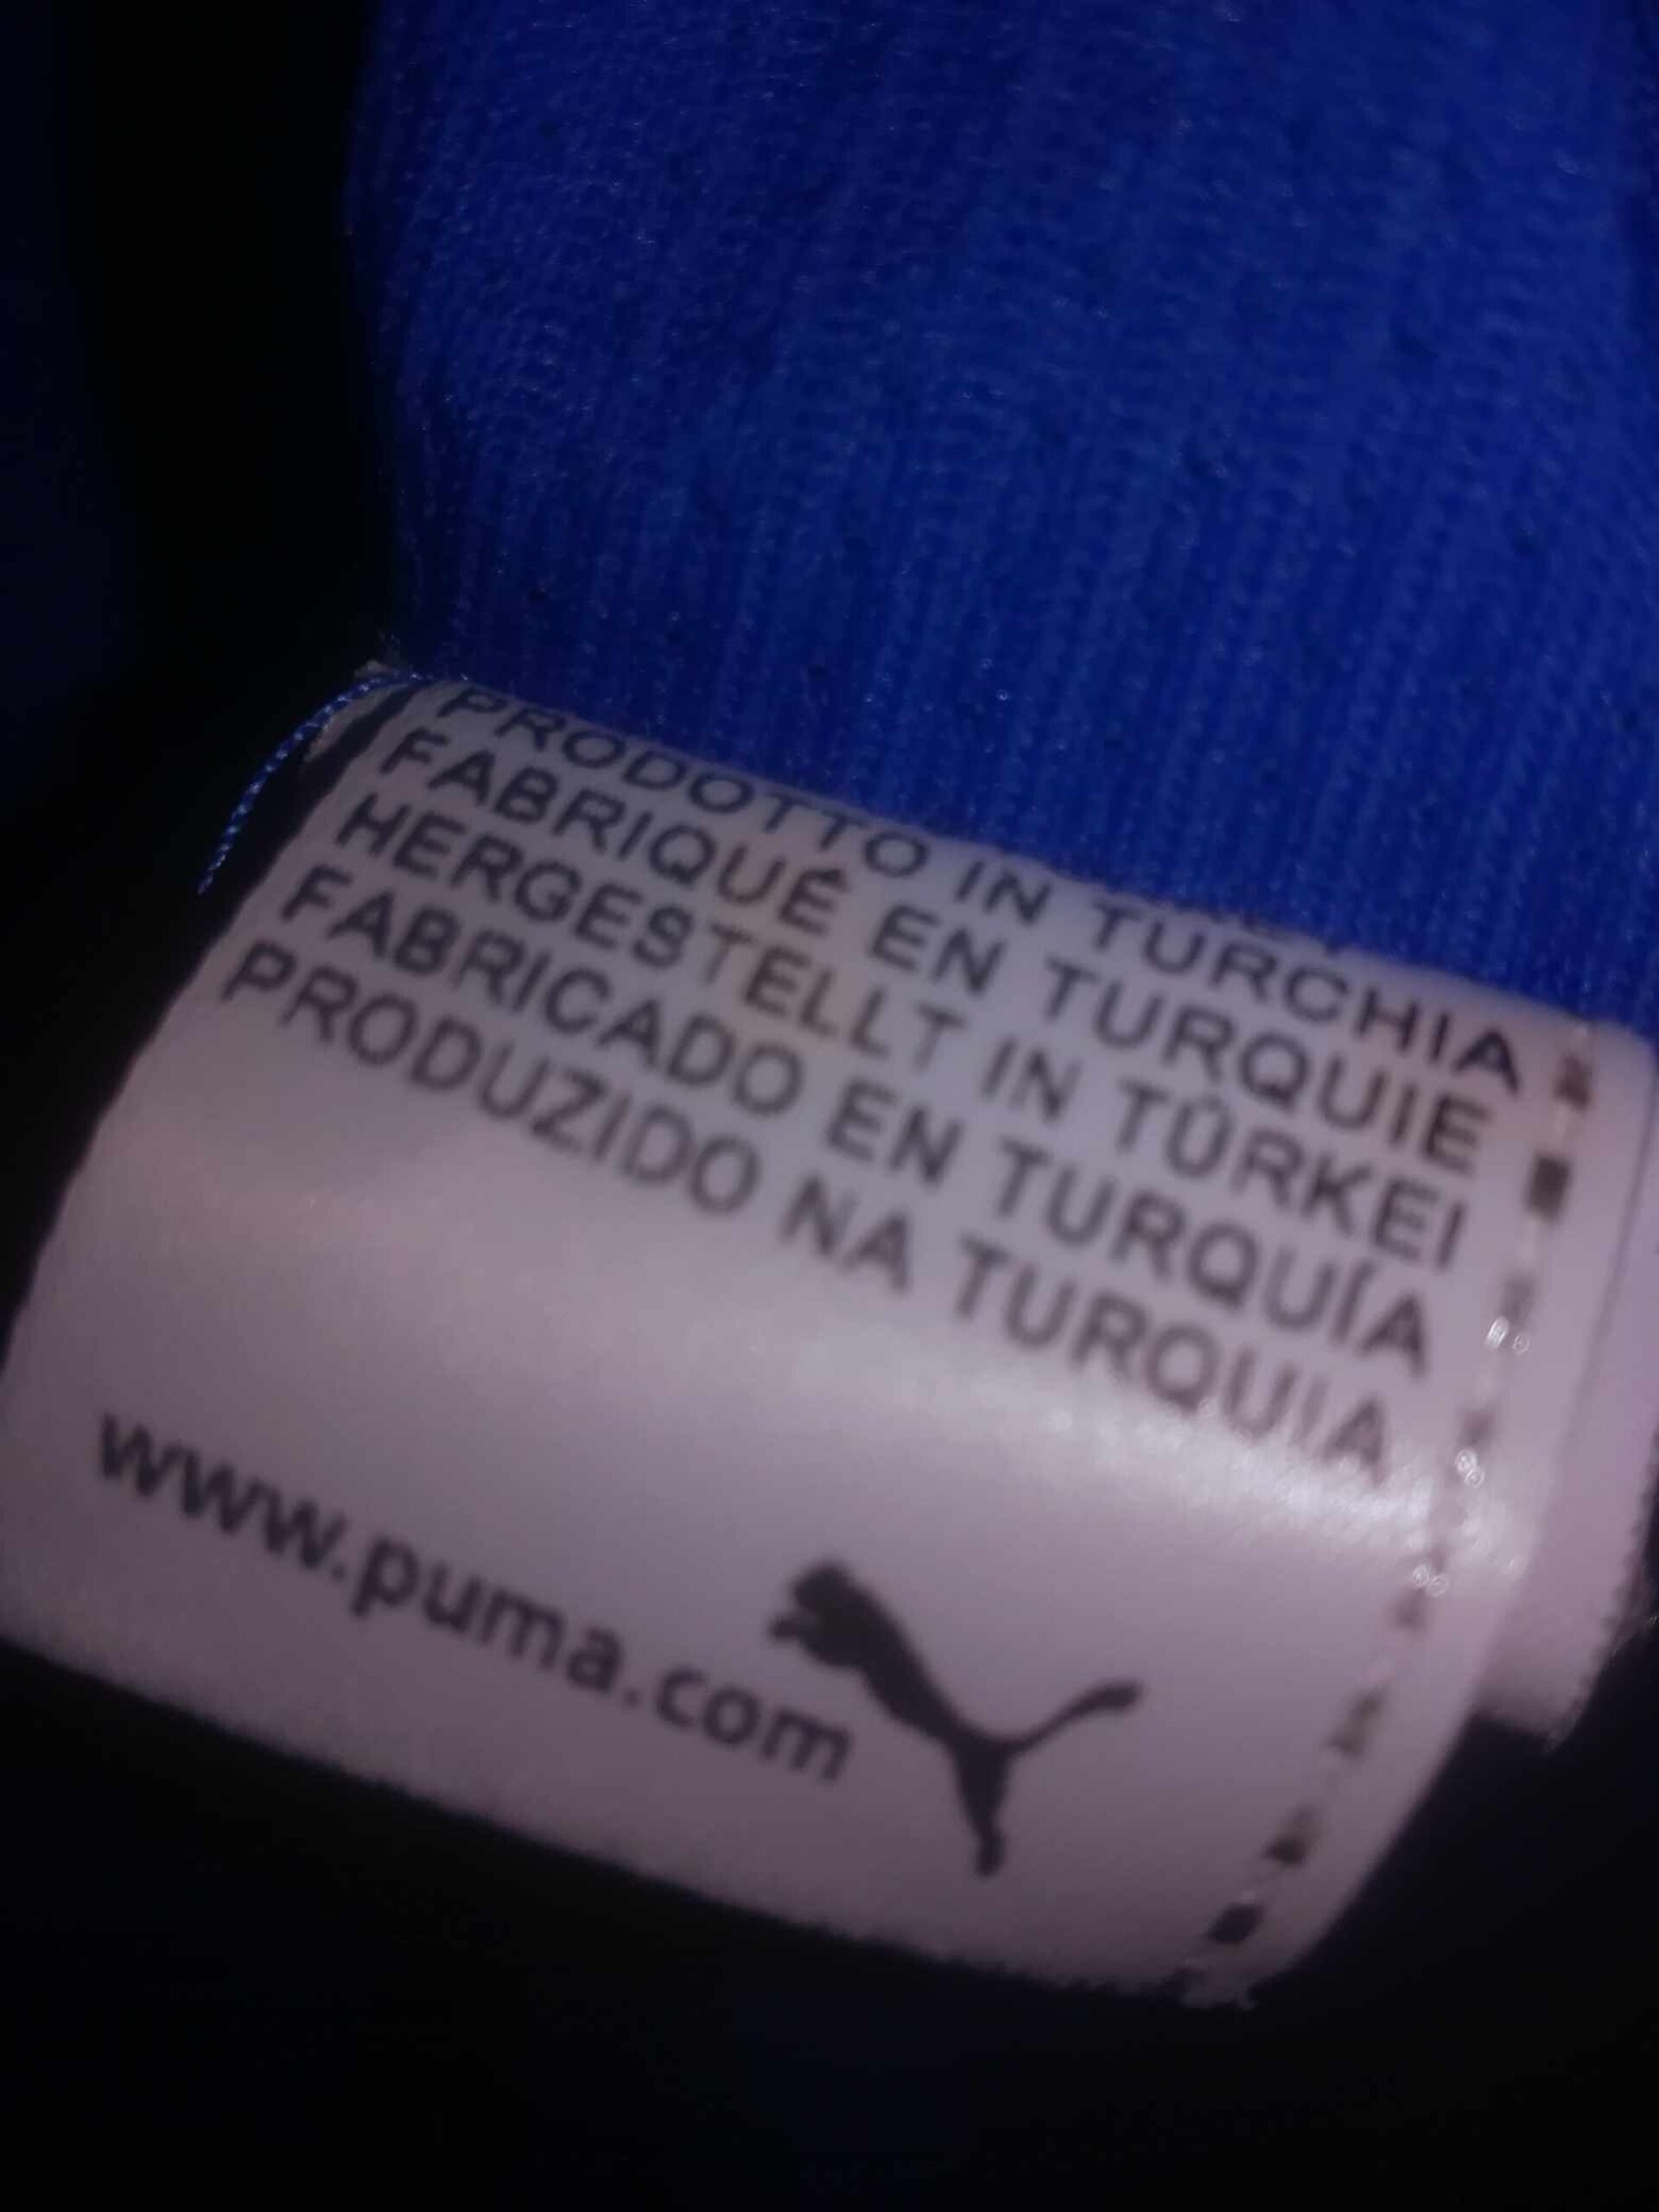 PRODOTTO IN TURCHIA
FABRIQUÉ EN TURQUIE
HERGESTELLT IN TÜRKEI
FABRICADO EN TURQUÍA
PRODUZIDO NA TURQUIA
www.puma.com